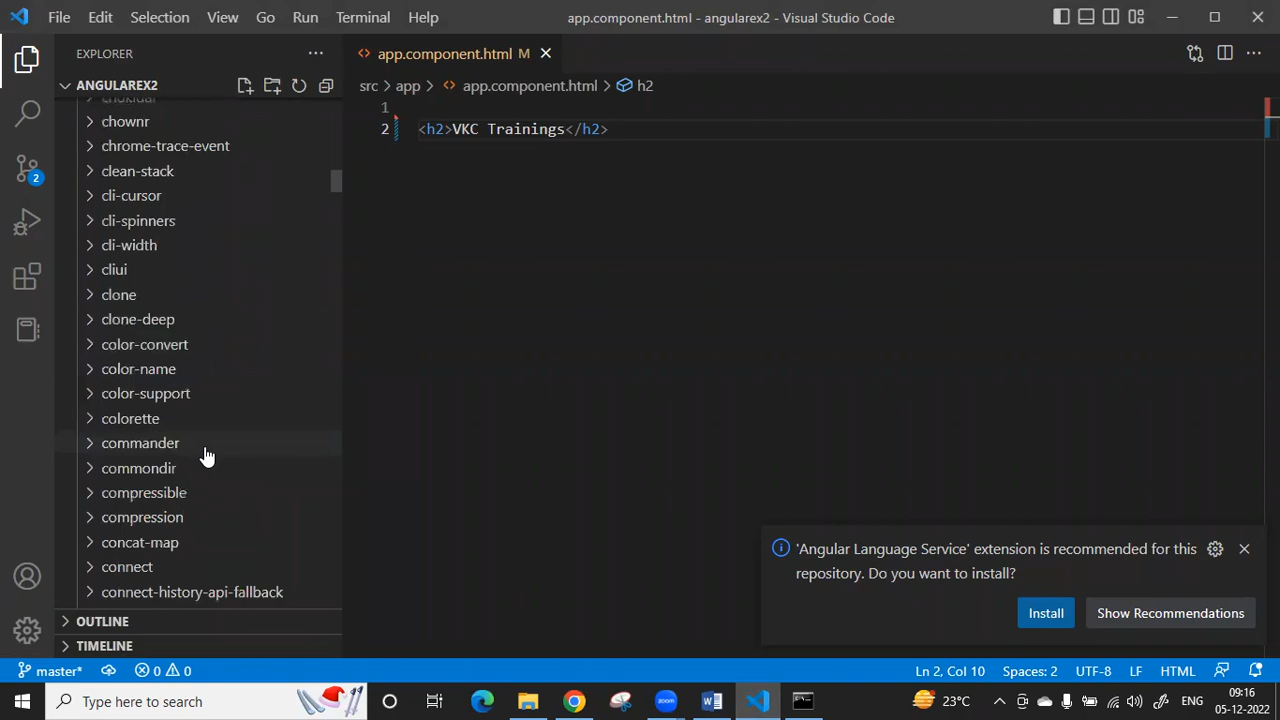 File Edit Selection View Go Run Terminal Help
app.component.html - angularex2 - Visual Studio Code
EXPLORER
ANGULAREX2
chokidar
chownr
chrome-trace-event
clean-stack
cli-cursor
cli-spinners
cli-width
cliui
clone
clone-deep
color-convert
color-name
color-support
colorette
commander
commondir
compressible
compression
concat-map
connect
connect-history-api-fallback
OUTLINE
TIMELINE
2
app.component.html M
src > app > app.component.html > h2
1
2 <h2>VKC Trainings</h2>
'Angular Language Service' extension is recommended for this
repository. Do you want to install?
Install Show Recommendations
master* 0 0 Ln 2, Col 10 Spaces: 2 UTF-8 LF HTML
Type here to search
zoom
23°C
ENG
09:16
05-12-2022